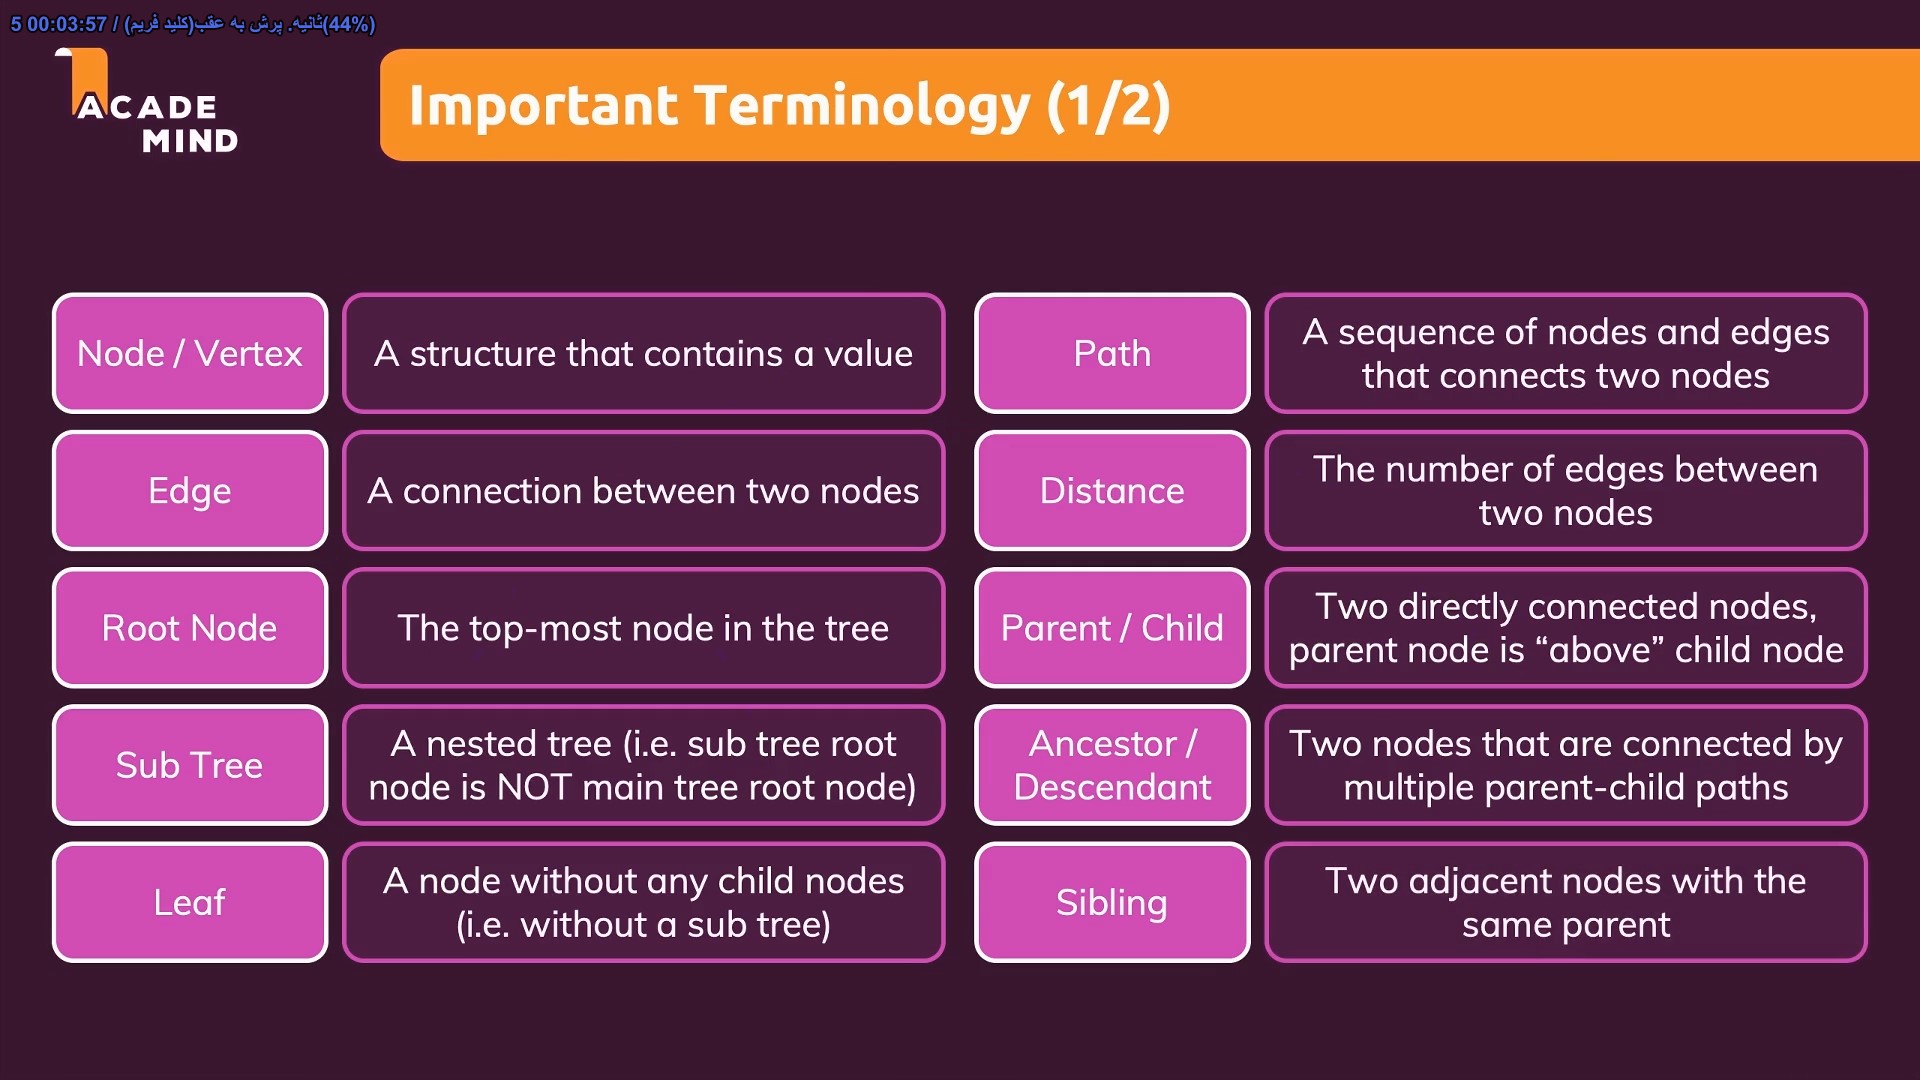 5 00:03:57 / (کلید فریم)ثانیه. پرش به عقب(44%)
ACADE
MIND
Important Terminology (1/2)
Node / Vertex
A structure that contains a value
Edge
A connection between two nodes
Root Node
The top-most node in the tree
Sub Tree
A nested tree (i.e. sub tree root
node is NOT main tree root node)
Leaf
A node without any child nodes
(i.e. without a sub tree)
Path
A sequence of nodes and edges
that connects two nodes
Distance
The number of edges between
two nodes
Parent / Child
Two directly connected nodes,
parent node is “above” child node
Ancestor /
Descendant
Two nodes that are connected by
multiple parent-child paths
Sibling
Two adjacent nodes with the
same parent